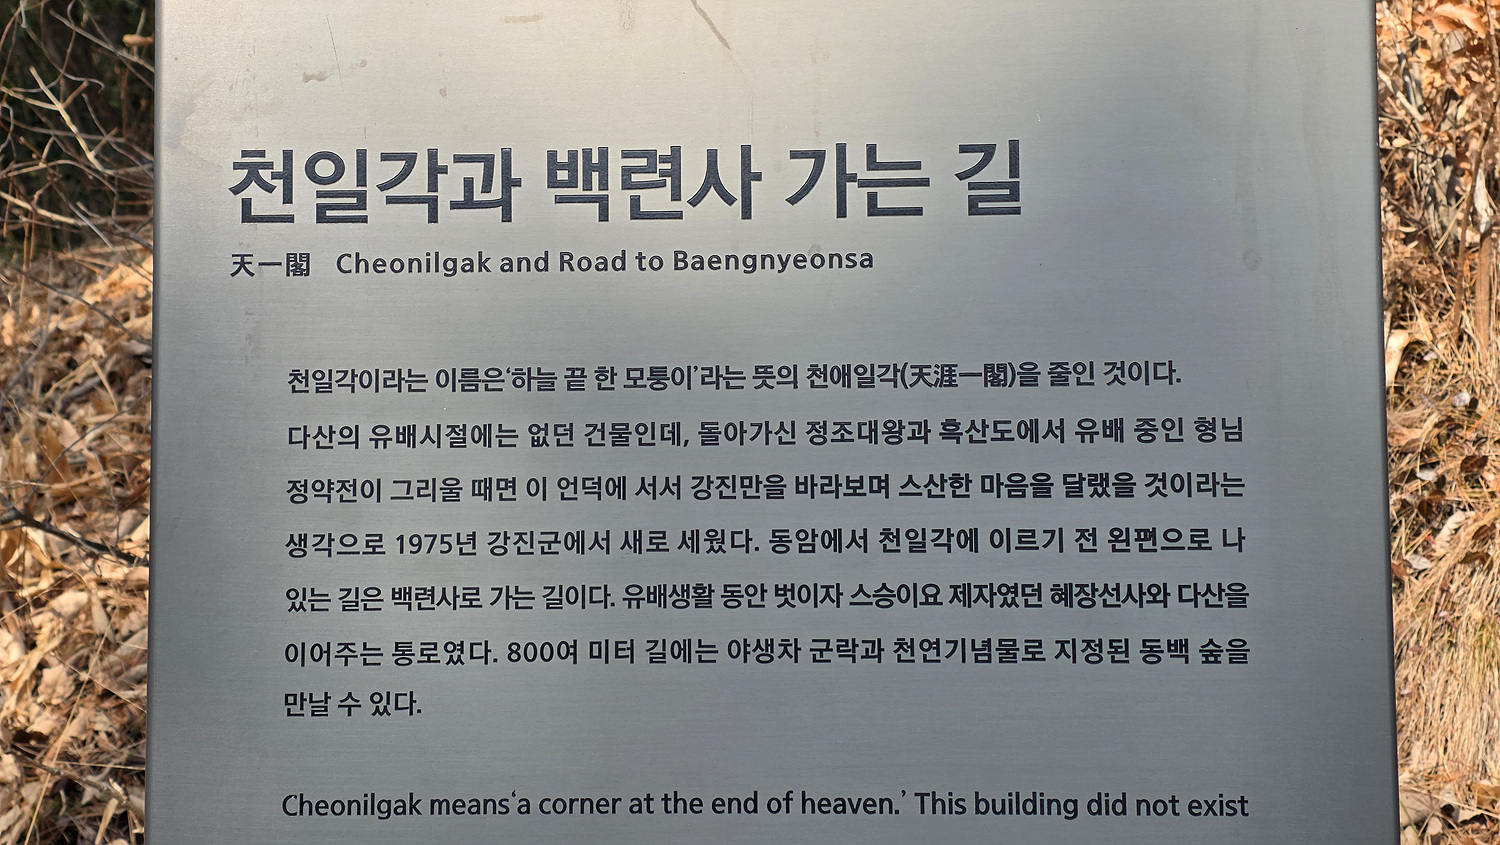 천일각과 백련사 가는 길
天一閣 Cheonilgak and Road to Baengnyeonsa
천일각이라는 이름은‘하늘 끝 한 모퉁이’라는 뜻의 천애일각(天涯一閣)을 줄인 것이다.
다산의 유배시절에는 없던 건물인데, 돌아가신 정조대왕과 흑산도에서 유배 중인 형님
정약전이 그리울 때면 이 언덕에 서서 강진만을 바라보며 스산한 마음을 달랬을 것이라는
생각으로 1975년 강진군에서 새로 세웠다. 동암에서 천일각에 이르기 전 왼편으로 나
있는 길은 백련사로 가는 길이다. 유배생활 동안 벗이자 스승이요 제자였던 혜장선사와 다산을
이어주는 통로였다. 800여 미터 길에는 야생차 군락과 천연기념물로 지정된 동백 숲을
만날 수 있다.
Cheonilgak means‘a corner at the end of heaven.’ This building did not exist